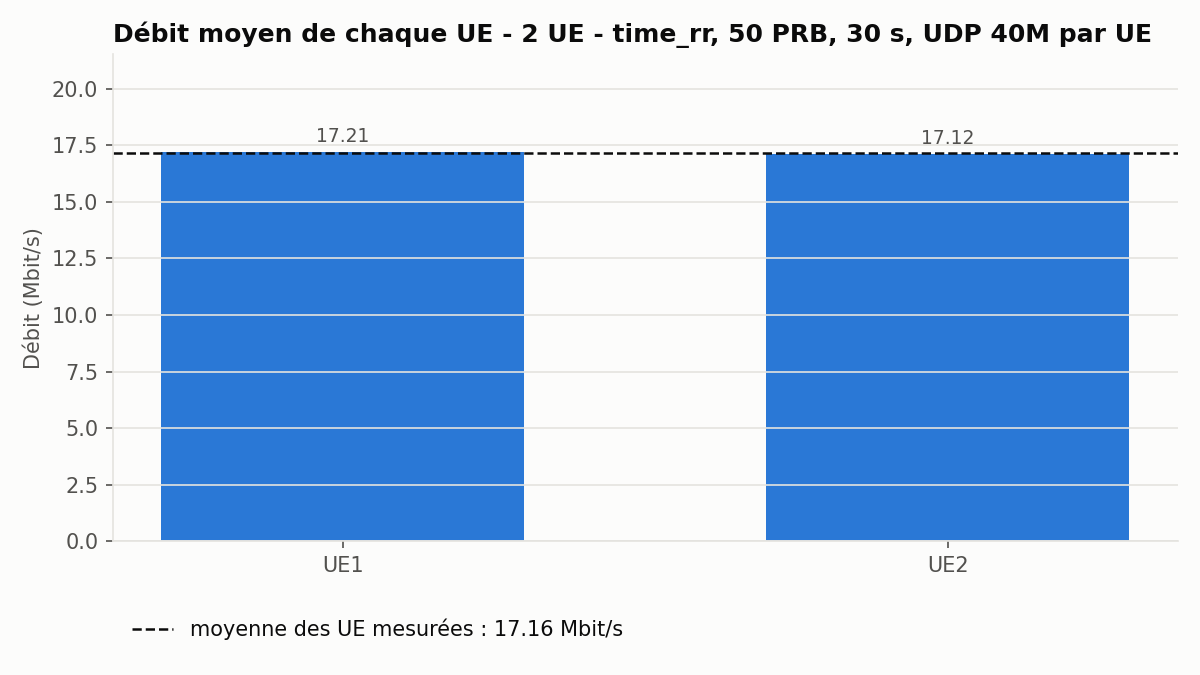 Débit moyen de chaque UE - 2 UE - time_rr, 50 PRB, 30 s, UDP 40M par UE
Débit (Mbit/s)
20.0
17.5
15.0
12.5
10.0
7.5
5.0
2.5
0.0
17.21
17.12
UE1
UE2
moyenne des UE mesurées : 17.16 Mbit/s